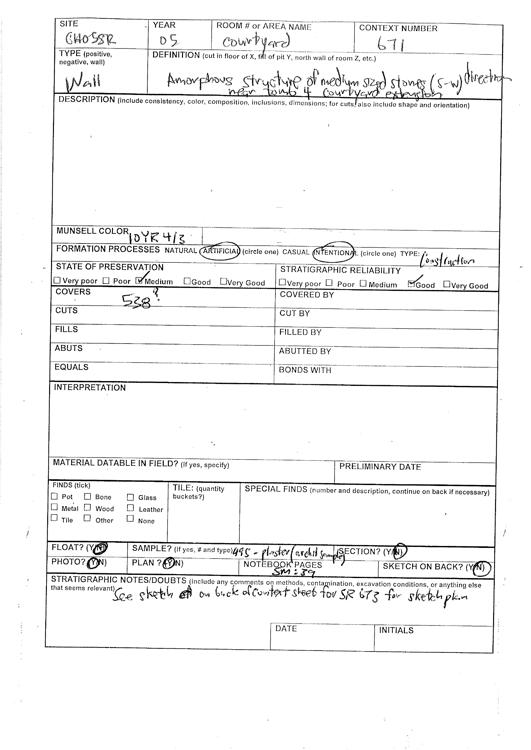 SITE YEAR ROOM # or AREA NAME CONTEXT NUMBER
CHO5SR 05 courtyard 671
TYPE (positive, negative, wall) DEFINITION (cut in floor of X, fill of pit Y, north wall of room Z, etc.)
Wall Amorphous structure of medium sized stones (S-W) direction
near tomb 4 courtyard extension
DESCRIPTION (include consistency, color, composition, inclusions, dimensions; for cuts, also include shape and orientation)
MUNSELL COLOR 10YR 4/3
FORMATION PROCESSES NATURAL ARTIFICIAL (circle one) CASUAL INTENTIONAL (circle one) TYPE: Construction
STATE OF PRESERVATION STRATIGRAPHIC RELIABILITY
☐Very poor ☐ Poor ☑Medium ☐Good ☐Very Good ☐Very poor ☐ Poor ☐Medium ☑Good ☐Very Good
COVERS 538? COVERED BY
CUTS CUT BY
FILLS FILLED BY
ABUTS ABUTTED BY
EQUALS BONDS WITH
INTERPRETATION
MATERIAL DATABLE IN FIELD? (If yes, specify) PRELIMINARY DATE
FINDS (tick) TILE: (quantity buckets?) SPECIAL FINDS (number and description, continue on back if necessary)
☐ Pot ☐ Bone ☐ Glass
☐ Metal ☐ Wood ☐ Leather
☐ Tile ☐ Other ☐ None
FLOAT? (Y/N) SAMPLE? (If yes, # and type) 495 - plaster/archit sample SECTION? (Y/N)
PHOTO? (Y/N) PLAN ? (Y/N) NOTEBOOK PAGES SM: 39 SKETCH ON BACK? (Y/N)
STRATIGRAPHIC NOTES/DOUBTS (Include any comments on methods, contamination, excavation conditions, or anything else
that seems relevant) See sketch on back of context sheet for SR 673 for sketch plan
DATE INITIALS